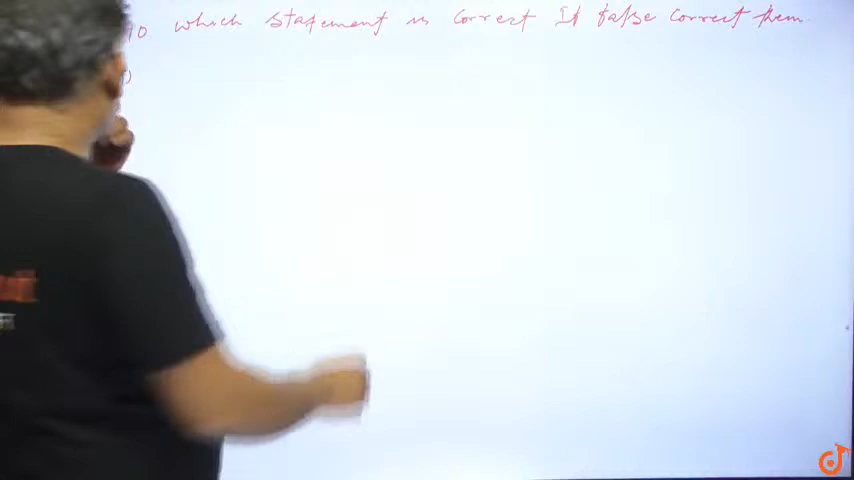 10 which statement is correct If false correct them